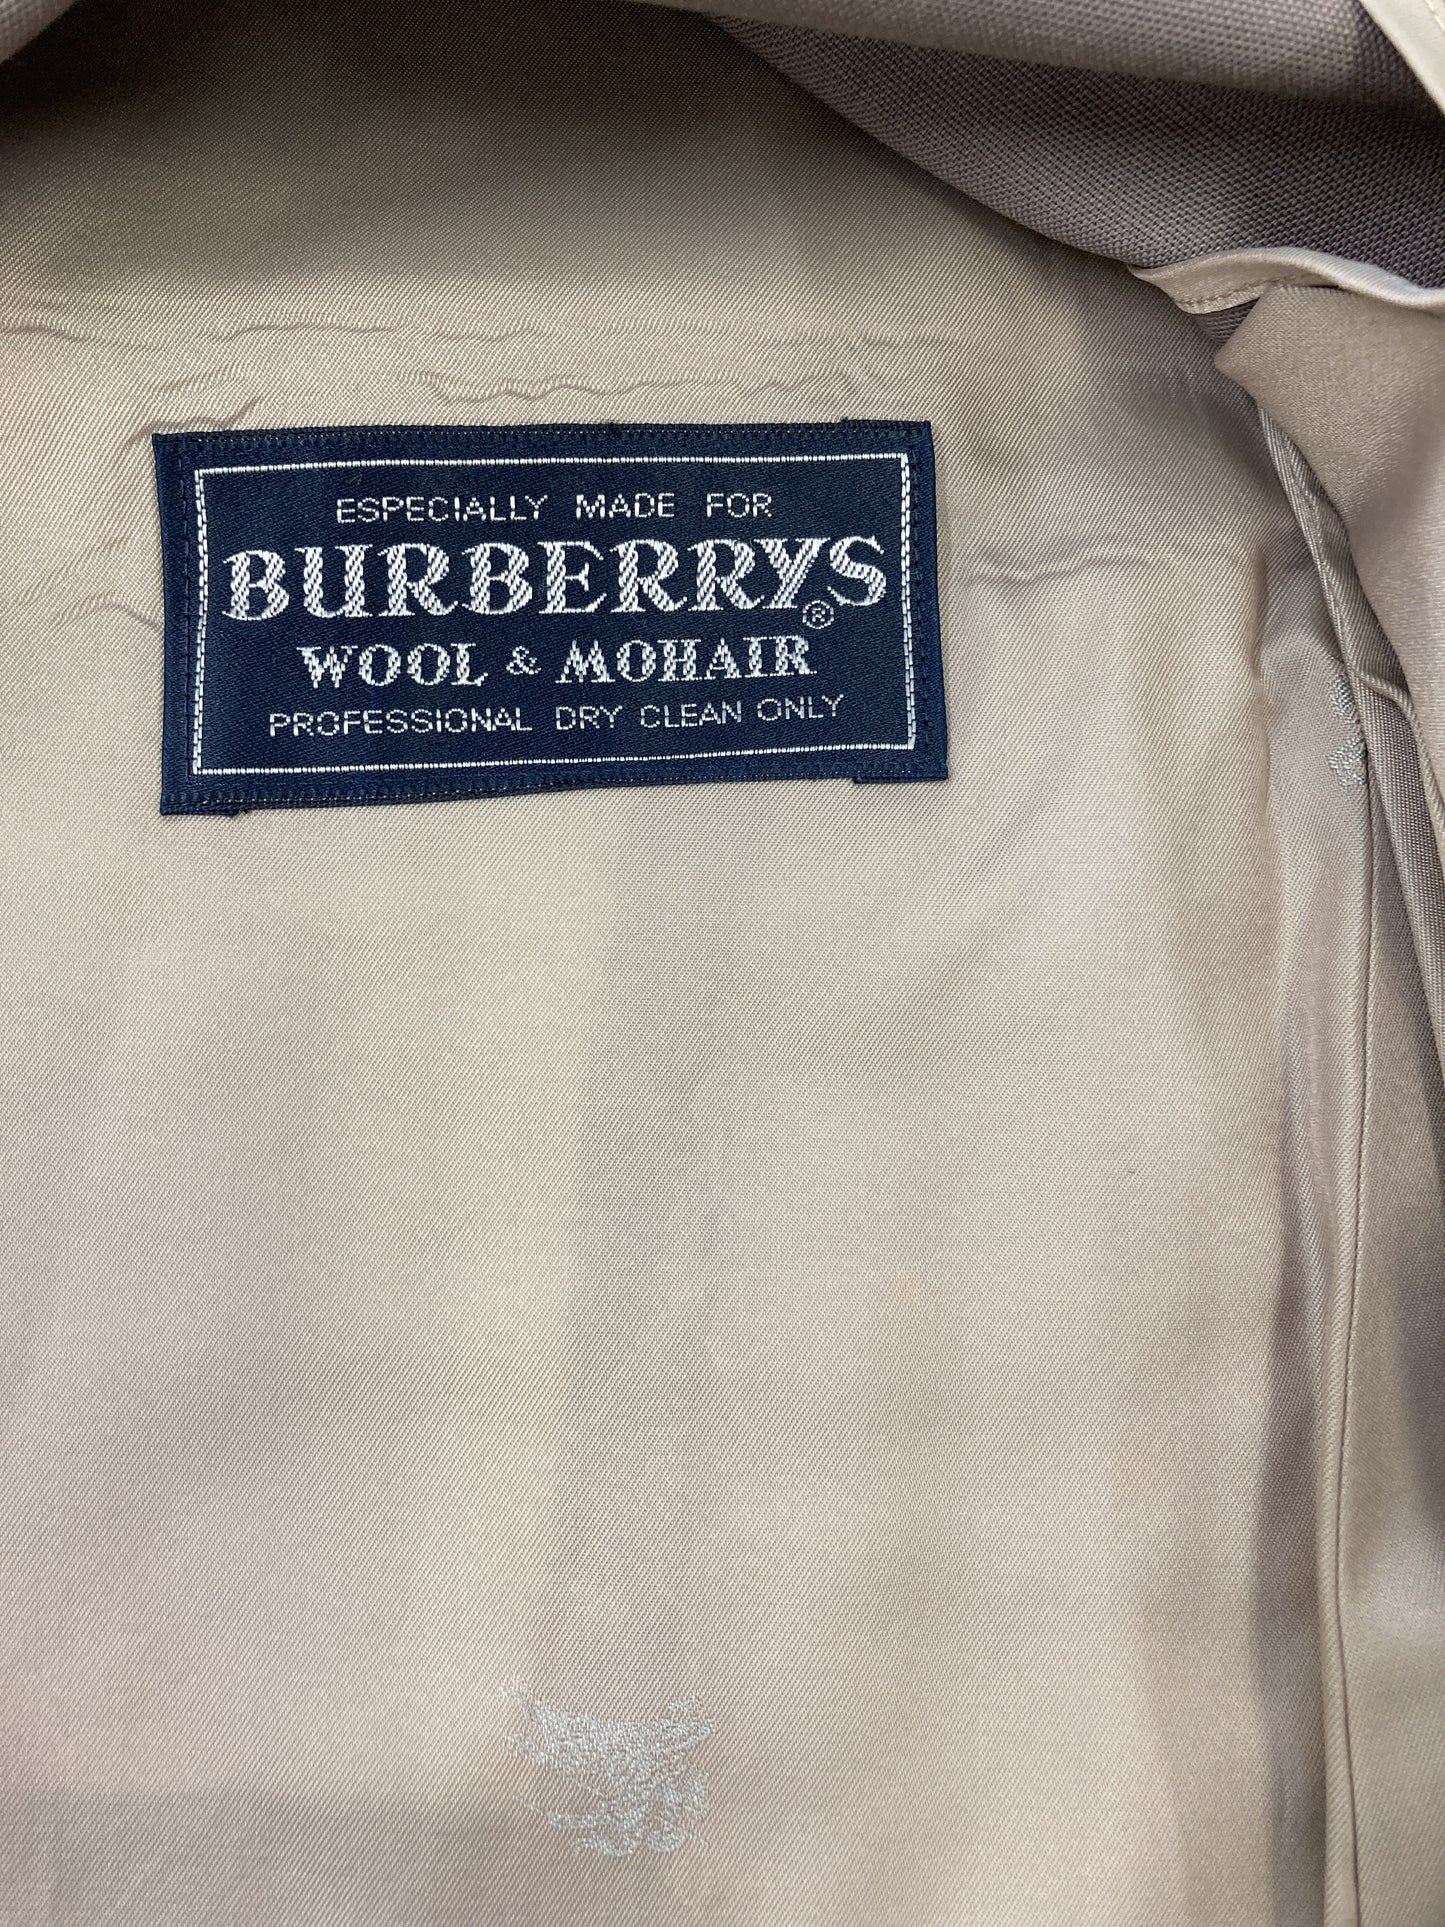 ESPECIALLY MADE FOR
BURBERRYS®
WOOL & MOHAIR
PROFESSIONAL DRY CLEAN ONLY